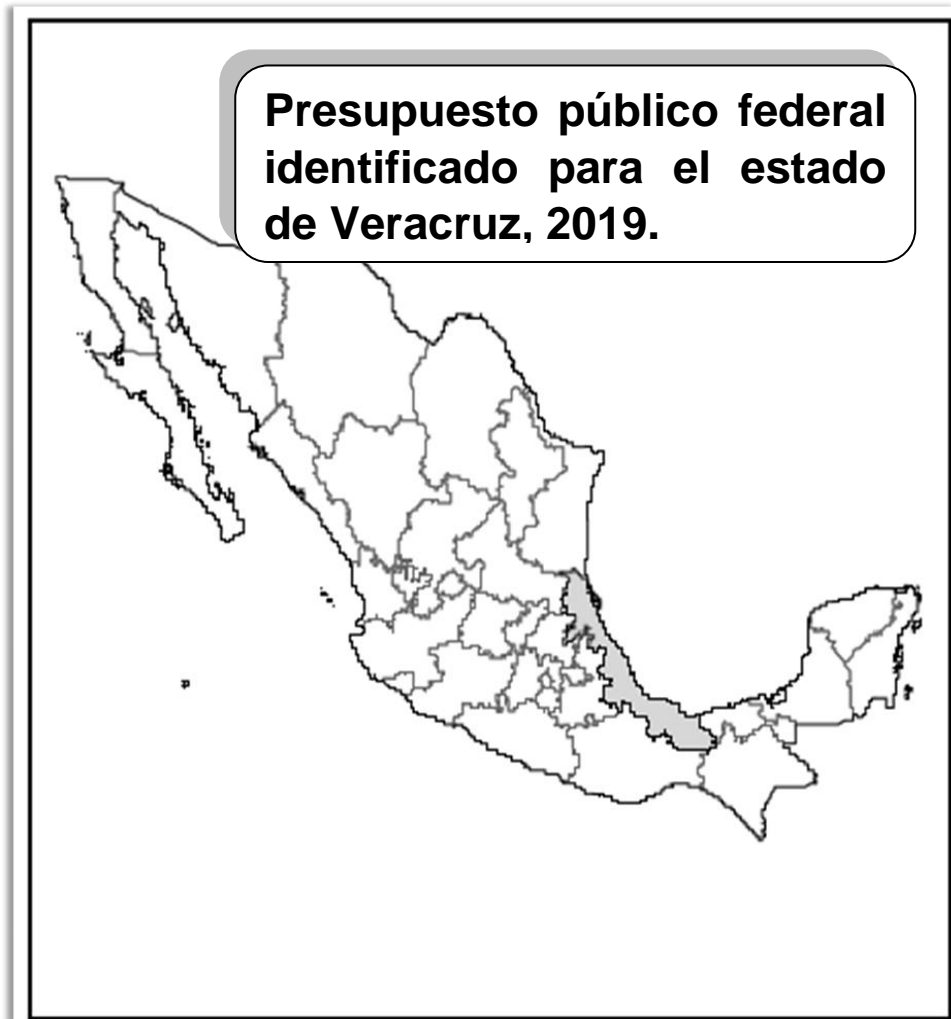 Presupuesto público federal
identificado para el estado
de Veracruz, 2019.